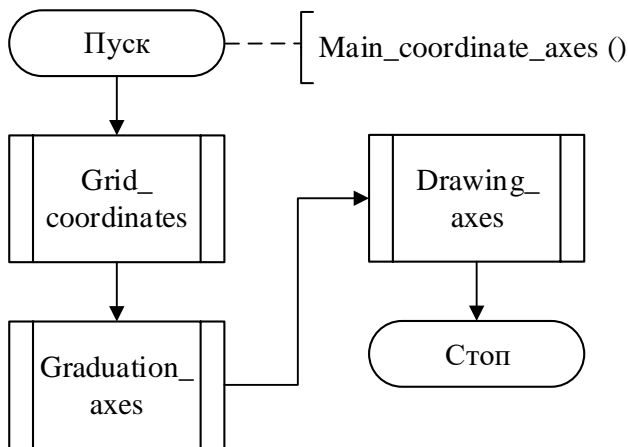 Пуск
Main_coordinate_axes ()
Grid_
coordinates
Graduation_
axes
Drawing_
axes
Стоп